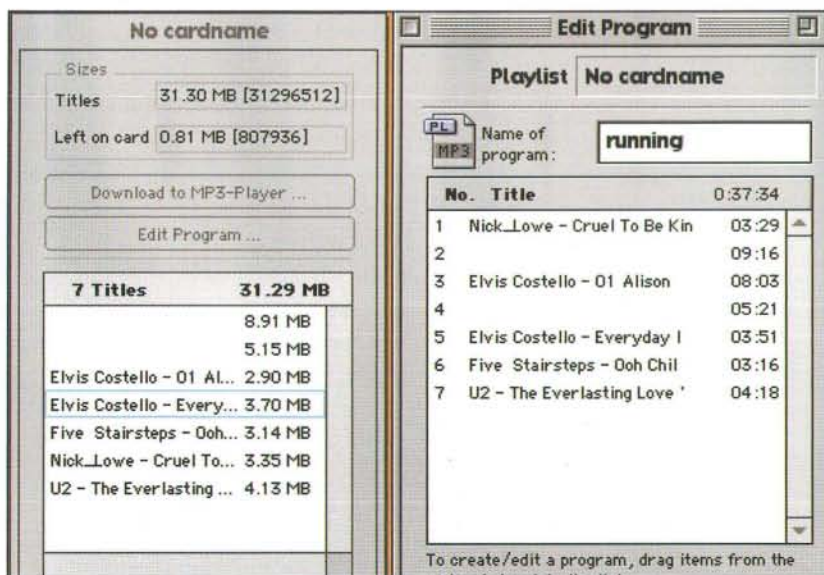 No cardname
Sizes
Titles 31.30 MB [31296512]
Left on card 0.81 MB [807936]
Download to MP3-Player ...
Edit Program ...
7 Titles 31.29 MB
8.91 MB
5.15 MB
Elvis Costello - 01 Al... 2.90 MB
Elvis Costello - Every... 3.70 MB
Five Stairsteps - Ooh... 3.14 MB
Nick_Lowe - Cruel To... 3.35 MB
U2 - The Everlasting ... 4.13 MB
Edit Program
Playlist No cardname
PL
MP3
Name of
program: running
No. Title 0:37:34
1 Nick_Lowe - Cruel To Be Kin 03:29
2 09:16
3 Elvis Costello - 01 Alison 08:03
4 05:21
5 Elvis Costello - Everyday I 03:51
6 Five Stairsteps - Ooh Chil 03:16
7 U2 - The Everlasting Love ' 04:18
To create/edit a program, drag items from the